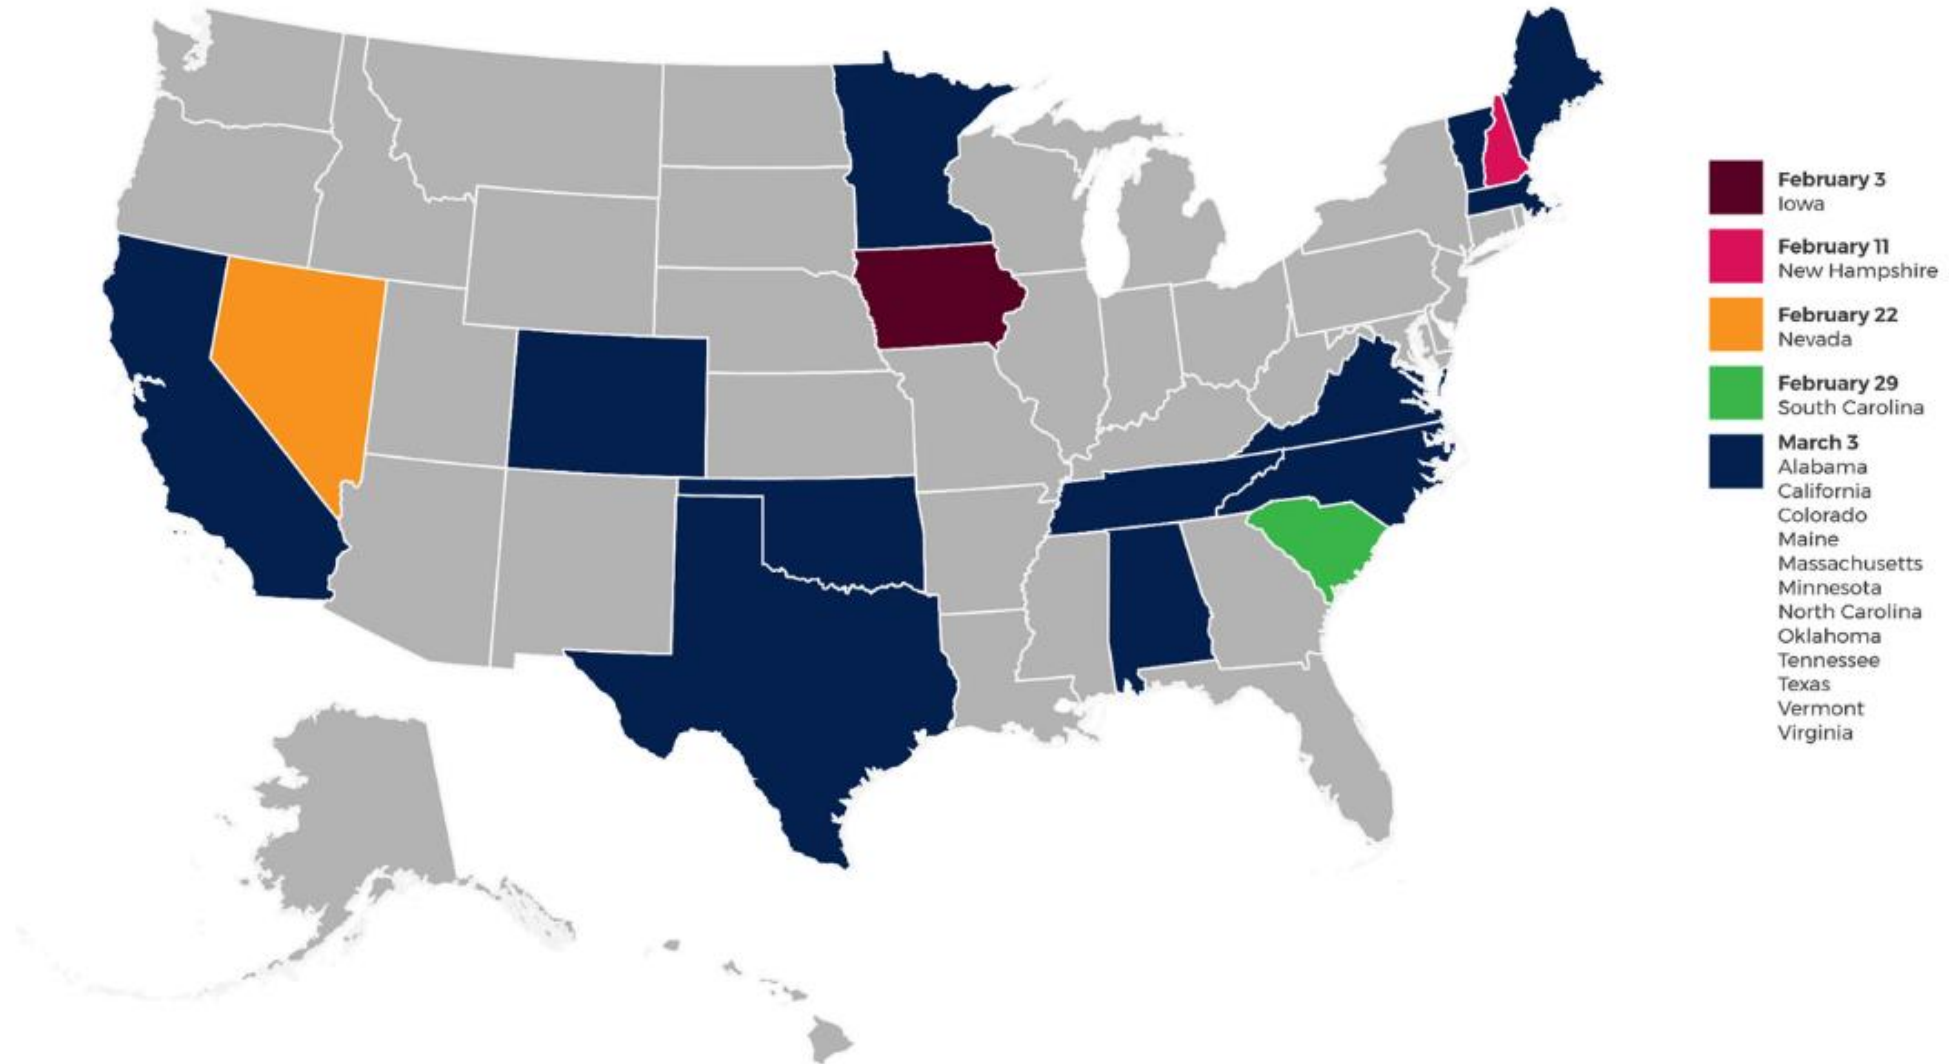 February 3
Iowa
February 11
New Hampshire
February 22
Nevada
February 29
South Carolina
March 3
Alabama
California
Colorado
Maine
Massachusetts
Minnesota
North Carolina
Oklahoma
Tennessee
Texas
Vermont
Virginia